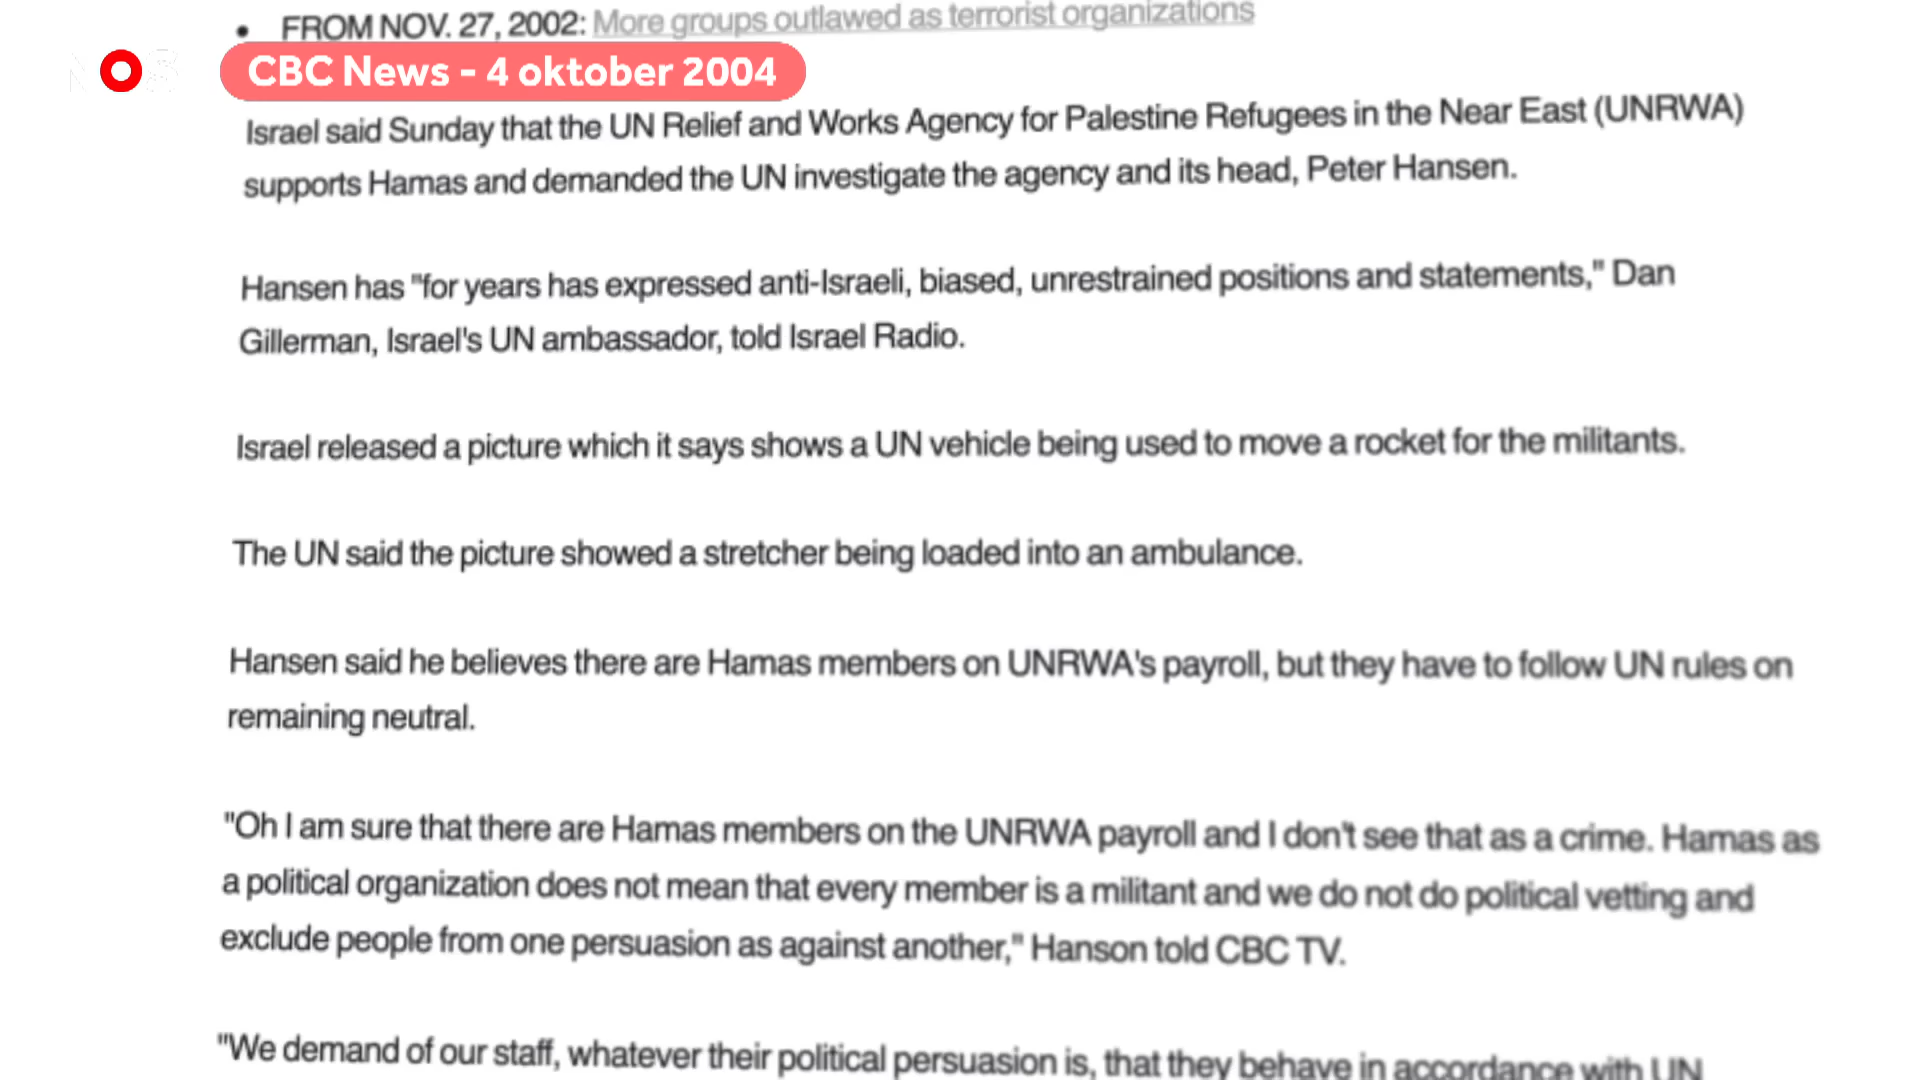 FROM NOV. 27, 2002: More groups outlawed as terrorist organizations
NOS
CBC News - 4 oktober 2004
Israel said Sunday that the UN Relief and Works Agency for Palestine Refugees in the Near East (UNRWA)
supports Hamas and demanded the UN investigate the agency and its head, Peter Hansen.
Hansen has "for years has expressed anti-Israeli, biased, unrestrained positions and statements," Dan
Gillerman, Israel's UN ambassador, told Israel Radio.
Israel released a picture which it says shows a UN vehicle being used to move a rocket for the militants.
The UN said the picture showed a stretcher being loaded into an ambulance.
Hansen said he believes there are Hamas members on UNRWA's payroll, but they have to follow UN rules on
remaining neutral.
"Oh I am sure that there are Hamas members on the UNRWA payroll and I don't see that as a crime. Hamas as
a political organization does not mean that every member is a militant and we do not do political vetting and
exclude people from one persuasion as against another," Hanson told CBC TV.
"We demand of our staff, whatever their political persuasion is, that they behave in accordance with UN